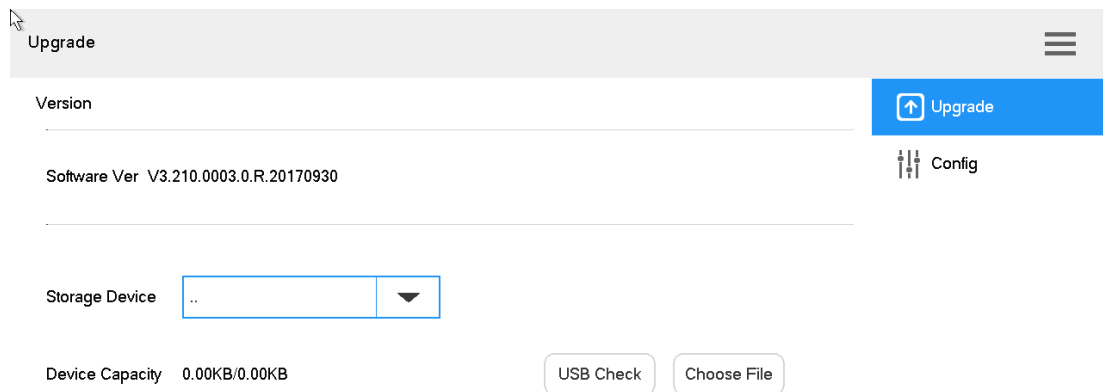 Upgrade
Version
Upgrade
Software Ver V3.210.0003.0.R.20170930
Config
Storage Device ..
Device Capacity 0.00KB/0.00KB USB Check Choose File